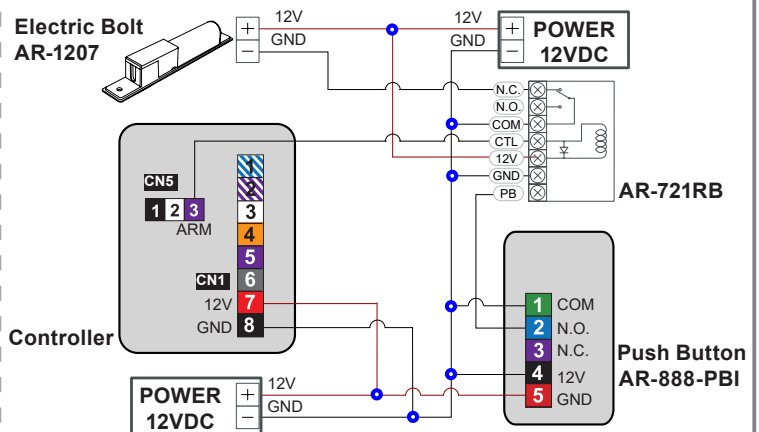 Electric Bolt
AR-1207
+
−
12V
GND
12V
GND
+
−
POWER
12VDC
N.C.
N.O.
COM
CTL
12V
GND
PB
AR-721RB
CN5
1 2 3
ARM
1
2
3
4
5
CN1 6
12V 7
GND 8
Controller
1 COM
2 N.O.
3 N.C.
4 12V
5 GND
Push Button
AR-888-PBI
POWER
12VDC
+
−
12V
GND